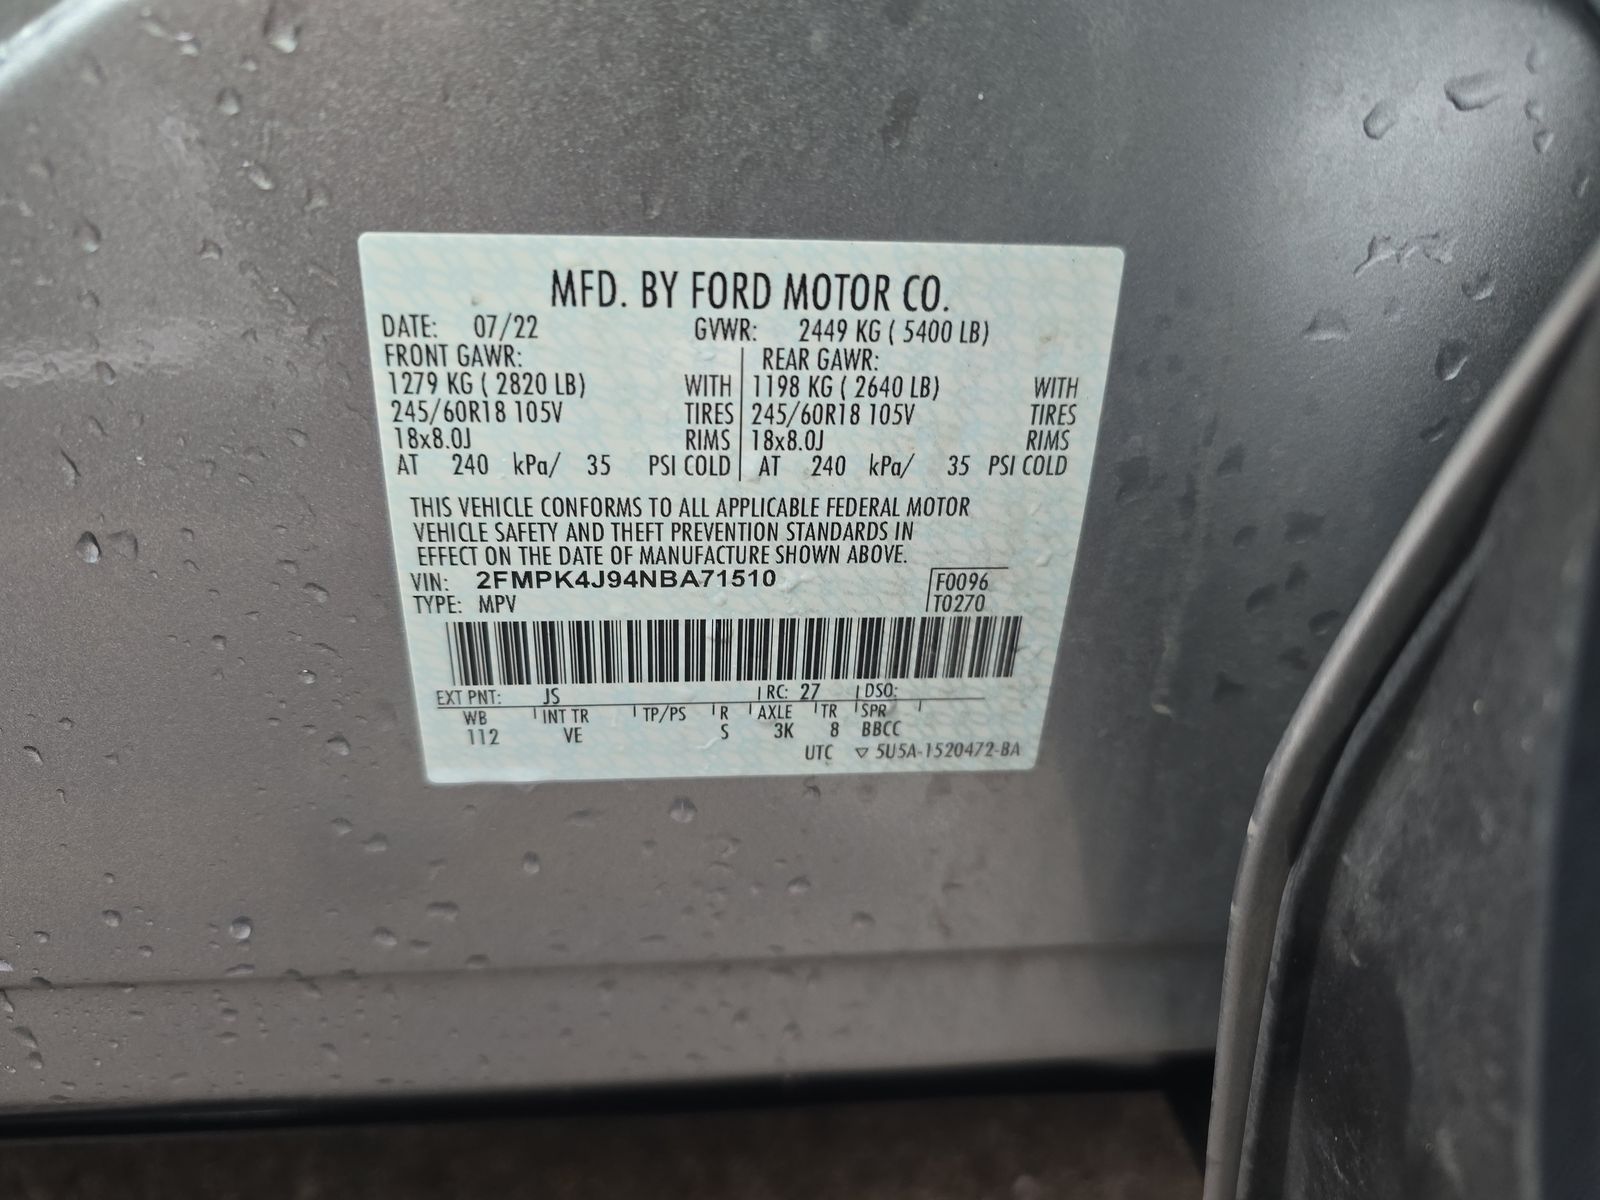 MFD. BY FORD MOTOR CO.
DATE: 07/22 GVWR: 2449 KG ( 5400 LB)
FRONT GAWR: REAR GAWR:
1279 KG ( 2820 LB) WITH 1198 KG ( 2640 LB) WITH
245/60R18 105V TIRES 245/60R18 105V TIRES
18x8.0J RIMS 18x8.0J RIMS
AT 240 kPa/ 35 PSI COLD AT 240 kPa/ 35 PSI COLD
THIS VEHICLE CONFORMS TO ALL APPLICABLE FEDERAL MOTOR
VEHICLE SAFETY AND THEFT PREVENTION STANDARDS IN
EFFECT ON THE DATE OF MANUFACTURE SHOWN ABOVE.
VIN: 2FMPK4J94NBA71510 F0096
TYPE: MPV T0270
EXT PNT: JS RC: 27 DSO:
WB INT TR TP/PS R AXLE TR SPR
112 VE S 3K 8 BBCC
UTC ▽ 5U5A-1520472-BA